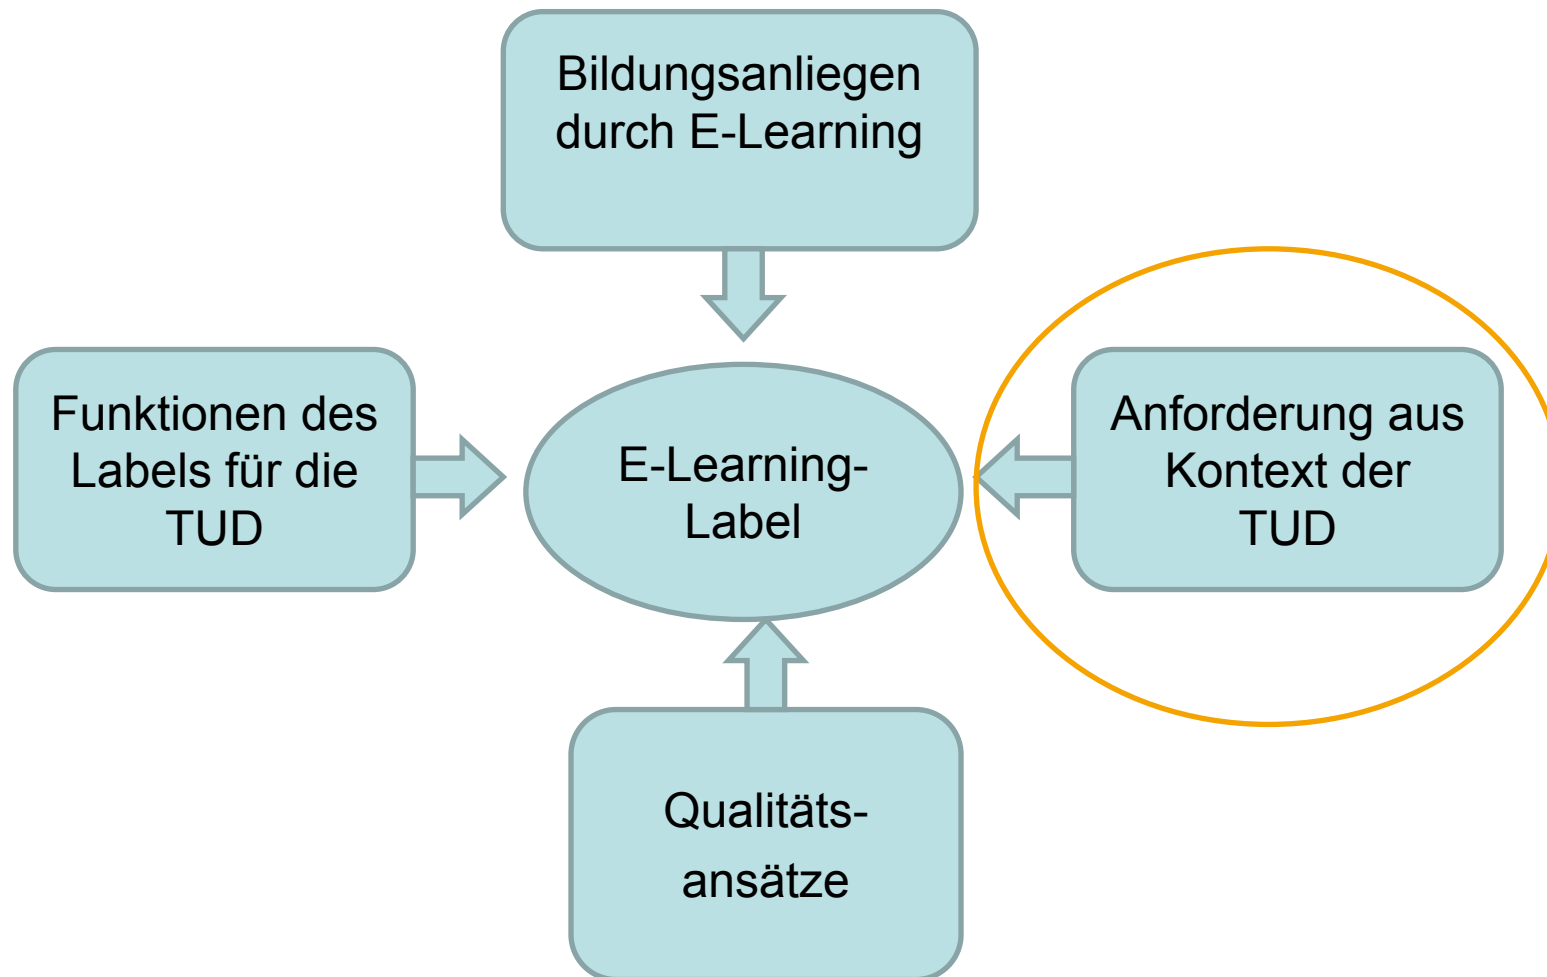 Bildungsanliegen
durch E-Learning
Funktionen des
Labels für die
TUD
E-Learning-
Label
Anforderung aus
Kontext der
TUD
Qualitäts-
ansätze